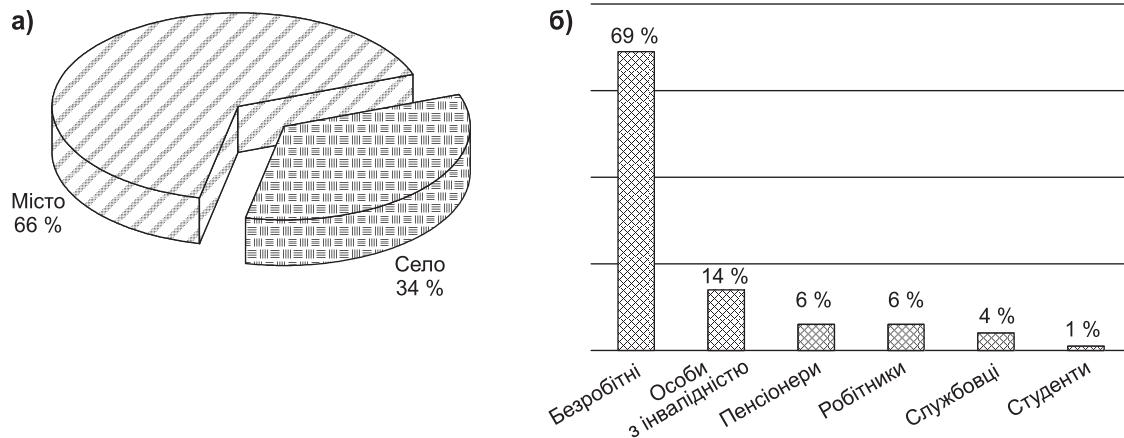 а)
Місто
66 %
Село
34 %
б)
69 %
14 %
6 %
6 %
4 %
1 %
Безробітні
Особи
з інвалідністю
Пенсіонери
Робітники
Службовці
Студенти